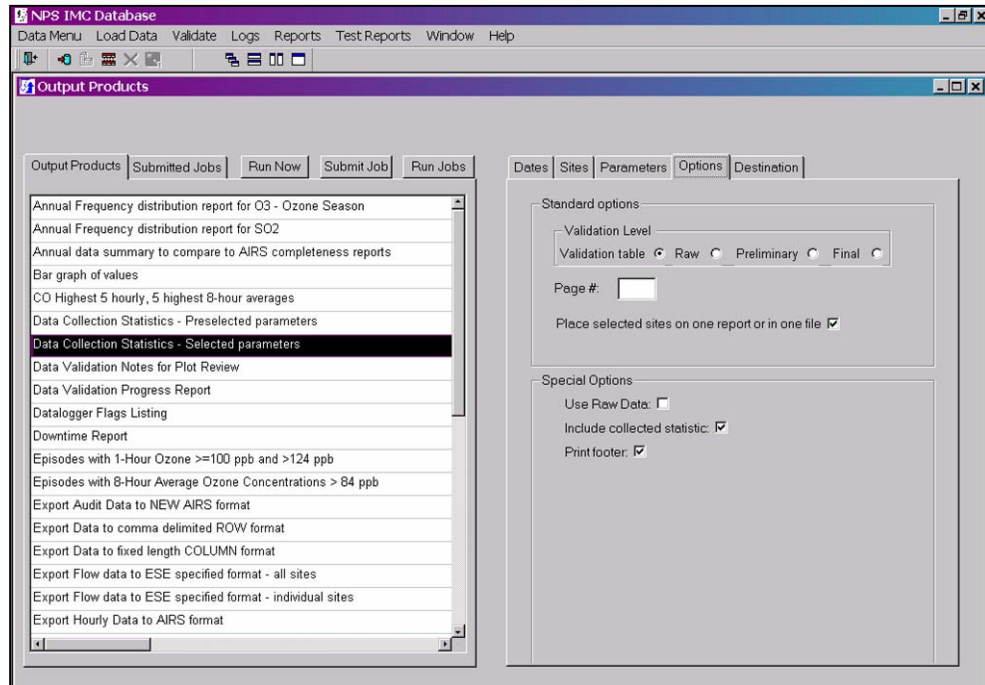 NPS IMC Database
Data Menu Load Data Validate Logs Reports Test Reports Window Help
Output Products
Output Products Submitted Jobs Run Now Submit Job Run Jobs
Annual Frequency distribution report for O3 - Ozone Season
Annual Frequency distribution report for SO2
Annual data summary to compare to AIRS completeness reports
Bar graph of values
CO Highest 5 hourly, 5 highest 8-hour averages
Data Collection Statistics - Preselected parameters
Data Collection Statistics - Selected parameters
Data Validation Notes for Plot Review
Data Validation Progress Report
Datalogger Flags Listing
Downtime Report
Episodes with 1-Hour Ozone >=100 ppb and >124 ppb
Episodes with 8-Hour Average Ozone Concentrations > 84 ppb
Export Audit Data to NEW AIRS format
Export Data to comma delimited ROW format
Export Data to fixed length COLUMN format
Export Flow data to ESE specified format - all sites
Export Flow data to ESE specified format - individual sites
Export Hourly Data to AIRS format
Dates Sites Parameters Options Destination
Standard options
Validation Level
Validation table Raw Preliminary Final
Page #:
Place selected sites on one report or in one file
Special Options
Use Raw Data:
Include collected statistic:
Print footer: